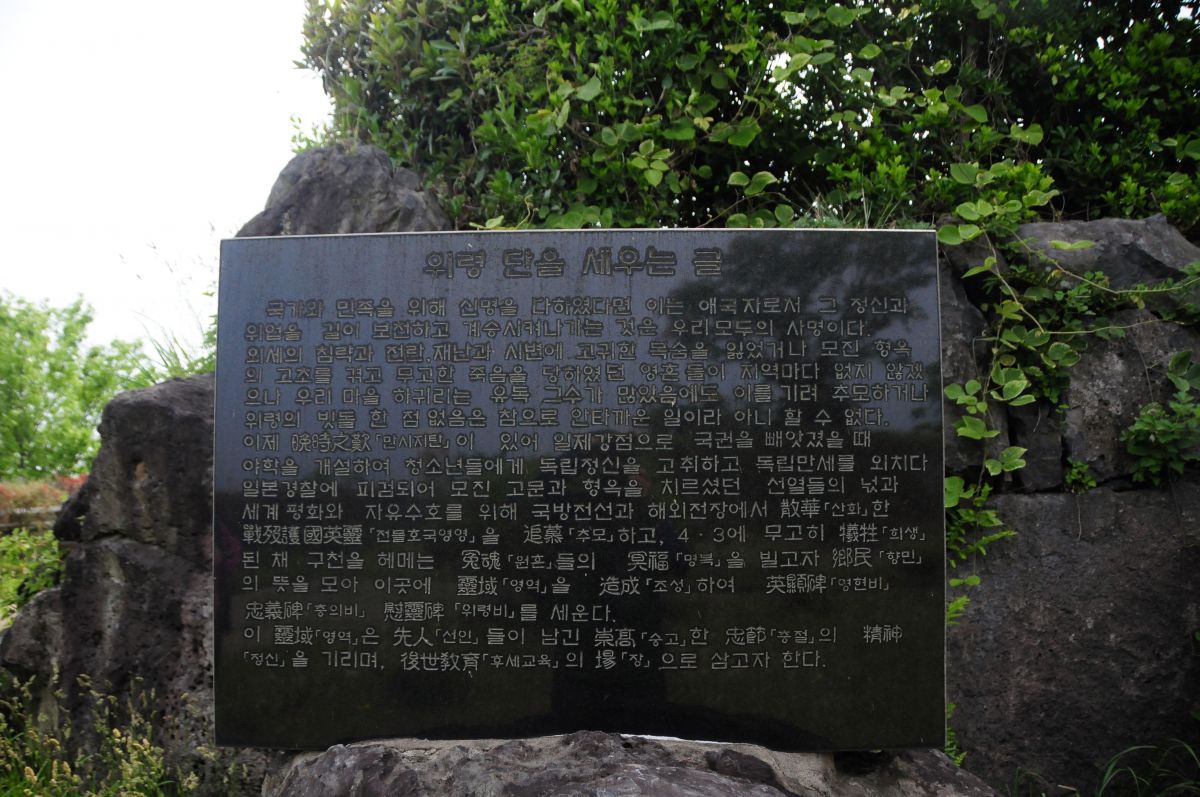 위령 단을 세우는 글
국가와 민족을 위해 신명을 다하였다면 이는 애국자로서 그 정신과
위업을 길이 보전하고 계승시켜나가는 것은 우리모두의 사명이다.
외세의 침략과 전란,재난과 시변에 고귀한 목숨을 잃었거나 모진 형옥
의 고초를 겪고 무고한 죽음을 당하였던 영혼들이 지역마다 없지 않겠
으나 우리 마을 하귀리는 유독 그수가 많았음에도 이를 기려 추모하거나
위령의 빗돌 한 점 없음은 참으로 안타까운 일이라 아니 할 수 없다.
이제 晩時之歎「만시지탄」이 있어 일제강점으로 국권을 빼앗겼을 때
야학을 개설하여 청소년들에게 독립정신을 고취하고 독립만세를 외치다
일본경찰에 피검되어 모진 고문과 형옥을 치르셨던 선열들의 넋과
세계평화와 자유수호를 위해 국방전선과 해외전장에서 散華「산화」한
戰歿護國英靈「전몰호국영령」을 追慕「추모」하고, 4·3에 무고히 犧牲「희생」
된 채 구천을 헤메는 冤魂「원혼」들의 冥福「명복」을 빌고자 鄕民「향민」
의 뜻을 모아 이곳에 靈域「영역」을 造成「조성」하여 英顯碑「영현비」
忠義碑「충의비」 慰靈碑「위령비」를 세운다.
이 靈域「영역」은 先人「선인」들이 남긴 崇高「숭고」한 忠節「충절」의 精神
「정신」을 기리며, 後世敎育「후세교육」의 場「장」으로 삼고자 한다.